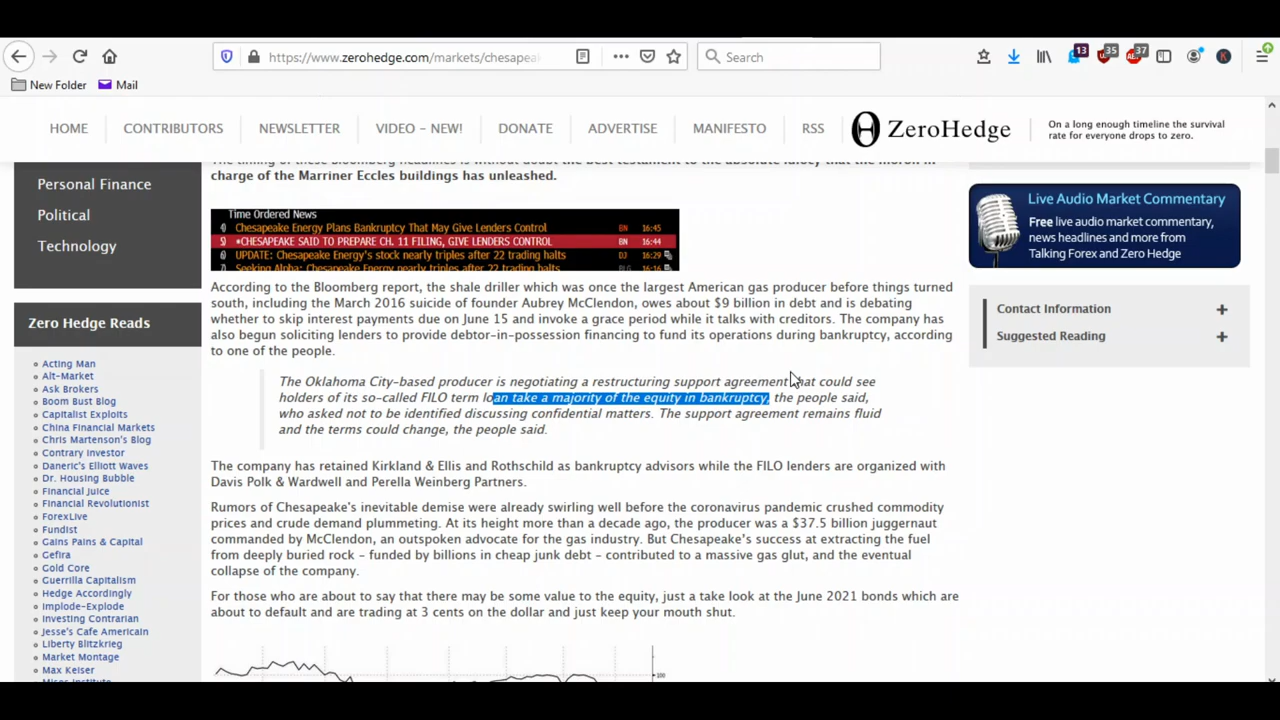 https://www.zerohedge.com/markets/chesapeak
Search
13
35
37
New Folder
Mail
HOME
CONTRIBUTORS
NEWSLETTER
VIDEO – NEW!
DONATE
ADVERTISE
MANIFESTO
RSS
ZeroHedge
On a long enough timeline the survival
rate for everyone drops to zero.
Personal Finance
Political
Technology
Zero Hedge Reads
Acting Man
Alt-Market
Ask Brokers
Boom Bust Blog
Capitalist Exploits
China Financial Markets
Chris Martenson's Blog
Contrary Investor
Daneric's Elliott Waves
Dr. Housing Bubble
Financial Juice
Financial Revolutionist
ForexLive
Fundist
Gains Pains & Capital
Gefira
Gold Core
Guerrilla Capitalism
Hedge Accordingly
Implode-Explode
Investing Contrarian
Jesse's Cafe Americain
Liberty Blitzkrieg
Market Montage
Max Keiser
Mises Institute
The timing of these Bloomberg headlines is without doubt the best testament to the absolute idiocy that the moron in
charge of the Marriner Eccles buildings has unleashed.
Time Ordered News
Chesapeake Energy Plans Bankruptcy That May Give Lenders Control BN 16:45
*CHESAPEAKE SAID TO PREPARE CH. 11 FILING, GIVE LENDERS CONTROL BN 16:44
UPDATE: Chesapeake Energy's stock nearly triples after 22 trading halts DJ 16:29
Seeking Alpha: Chesapeake Energy nearly triples after 22 trading halts BLG 16:16
According to the Bloomberg report, the shale driller which was once the largest American gas producer before things turned
south, including the March 2016 suicide of founder Aubrey McClendon, owes about $9 billion in debt and is debating
whether to skip interest payments due on June 15 and invoke a grace period while it talks with creditors. The company has
also begun soliciting lenders to provide debtor-in-possession financing to fund its operations during bankruptcy, according
to one of the people.
The Oklahoma City-based producer is negotiating a restructuring support agreement that could see
holders of its so-called FILO term loan take a majority of the equity in bankruptcy, the people said,
who asked not to be identified discussing confidential matters. The support agreement remains fluid
and the terms could change, the people said.
The company has retained Kirkland & Ellis and Rothschild as bankruptcy advisors while the FILO lenders are organized with
Davis Polk & Wardwell and Perella Weinberg Partners.
Rumors of Chesapeake's inevitable demise were already swirling well before the coronavirus pandemic crushed commodity
prices and crude demand plummeting. At its height more than a decade ago, the producer was a $37.5 billion juggernaut
commanded by McClendon, an outspoken advocate for the gas industry. But Chesapeake's success at extracting the fuel
from deeply buried rock – funded by billions in cheap junk debt – contributed to a massive gas glut, and the eventual
collapse of the company.
For those who are about to say that there may be some value to the equity, just a take look at the June 2021 bonds which are
about to default and are trading at 3 cents on the dollar and just keep your mouth shut.
100
Live Audio Market Commentary
Free live audio market commentary,
news headlines and more from
Talking Forex and Zero Hedge
Contact Information +
Suggested Reading +